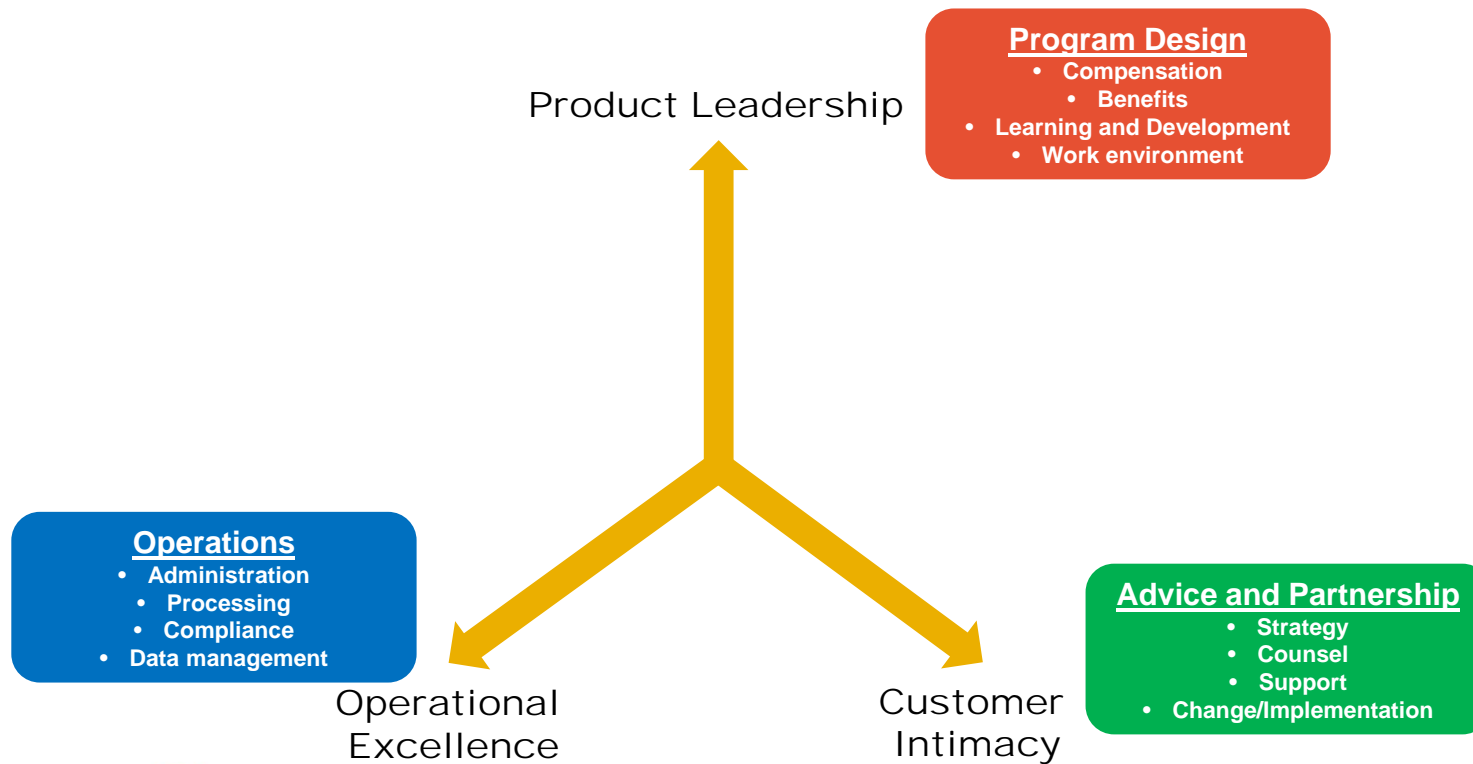 Program Design
• Compensation
• Benefits
• Learning and Development
• Work environment
Product Leadership
Operations
• Administration
• Processing
• Compliance
• Data management
Operational
Excellence
Advice and Partnership
• Strategy
• Counsel
• Support
• Change/Implementation
Customer
Intimacy